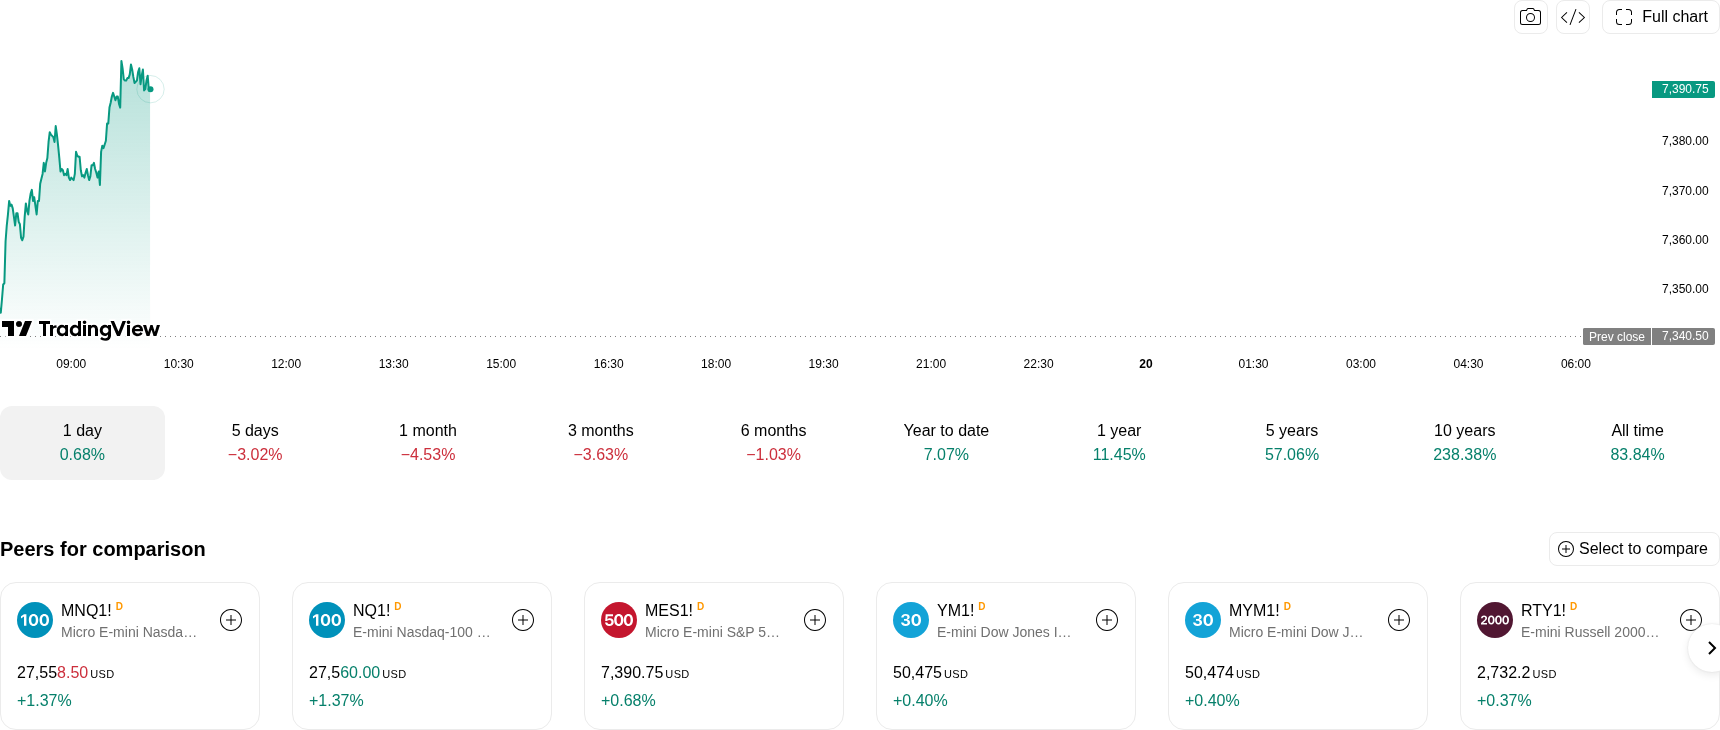 Full chart
7,390.75
7,380.00
7,370.00
7,360.00
7,350.00
TradingView
Prev close 7,340.50
09:00 10:30 12:00 13:30 15:00 16:30 18:00 19:30 21:00 22:30 20 01:30 03:00 04:30 06:00
1 day 5 days 1 month 3 months 6 months Year to date 1 year 5 years 10 years All time
0.68% −3.02% −4.53% −3.63% −1.03% 7.07% 11.45% 57.06% 238.38% 83.84%
Peers for comparison
Select to compare
100 MNQ1! D
Micro E-mini Nasda…
27,558.50 USD
+1.37%
100 NQ1! D
E-mini Nasdaq-100 …
27,560.00 USD
+1.37%
500 MES1! D
Micro E-mini S&P 5…
7,390.75 USD
+0.68%
30 YM1! D
E-mini Dow Jones I…
50,475 USD
+0.40%
30 MYM1! D
Micro E-mini Dow J…
50,474 USD
+0.40%
2000 RTY1! D
E-mini Russell 2000…
2,732.2 USD
+0.37%